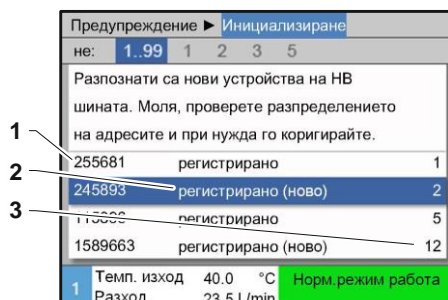 Предупреждение ► Инициализиране
не: 1..99 1 2 3 5
Разпознати са нови устройства на HB
шината. Моля, проверете разпределението
на адресите и при нужда го коригирайте.
1
255681 регистрирано 1
2
245893 регистрирано (ново) 2
3
регистрирано 5
1589663 регистрирано (ново) 12
1 Темп. изход 40.0 °C Норм.режим работа
Разход 23.5 l/min